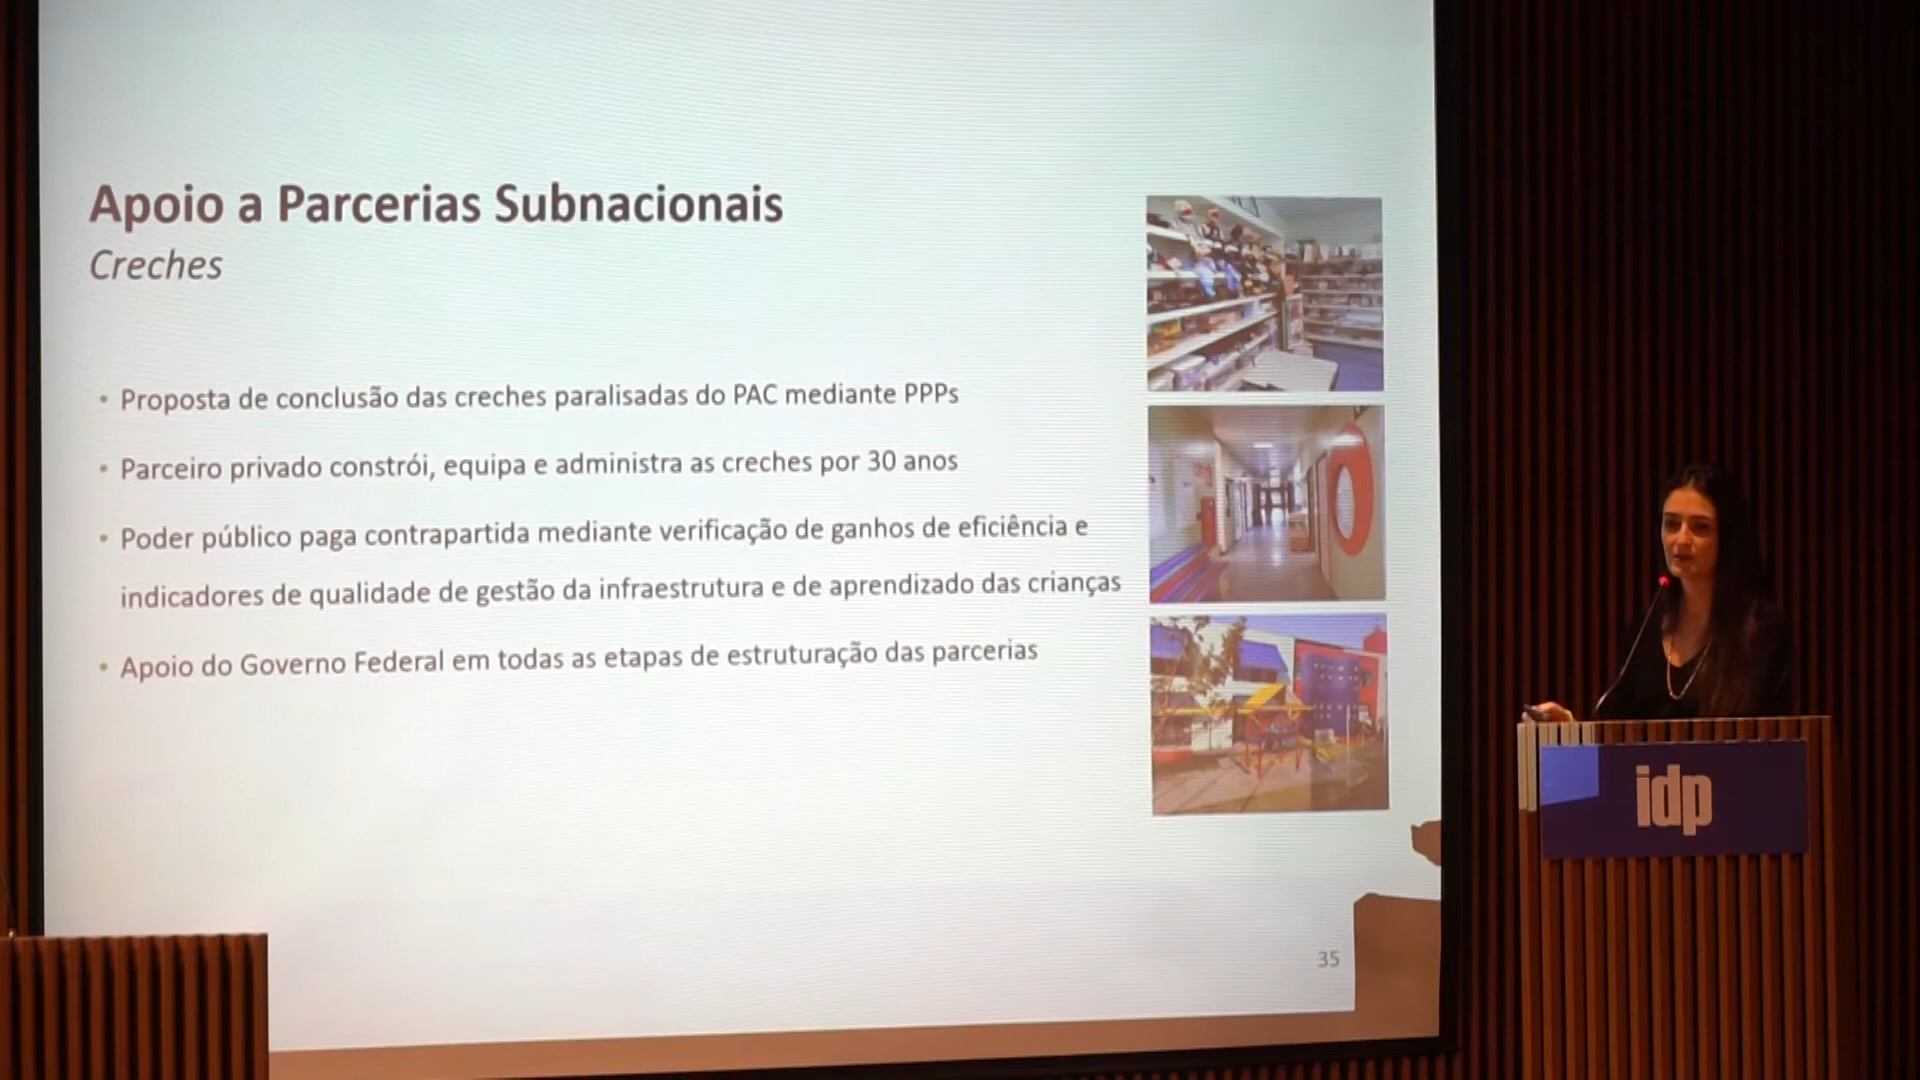 Apoio a Parcerias Subnacionais
Creches
• Proposta de conclusão das creches paralisadas do PAC mediante PPPs
• Parceiro privado constrói, equipa e administra as creches por 30 anos
• Poder público paga contrapartida mediante verificação de ganhos de eficiência e
indicadores de qualidade de gestão da infraestrutura e de aprendizado das crianças
• Apoio do Governo Federal em todas as etapas de estruturação das parcerias
35
idp